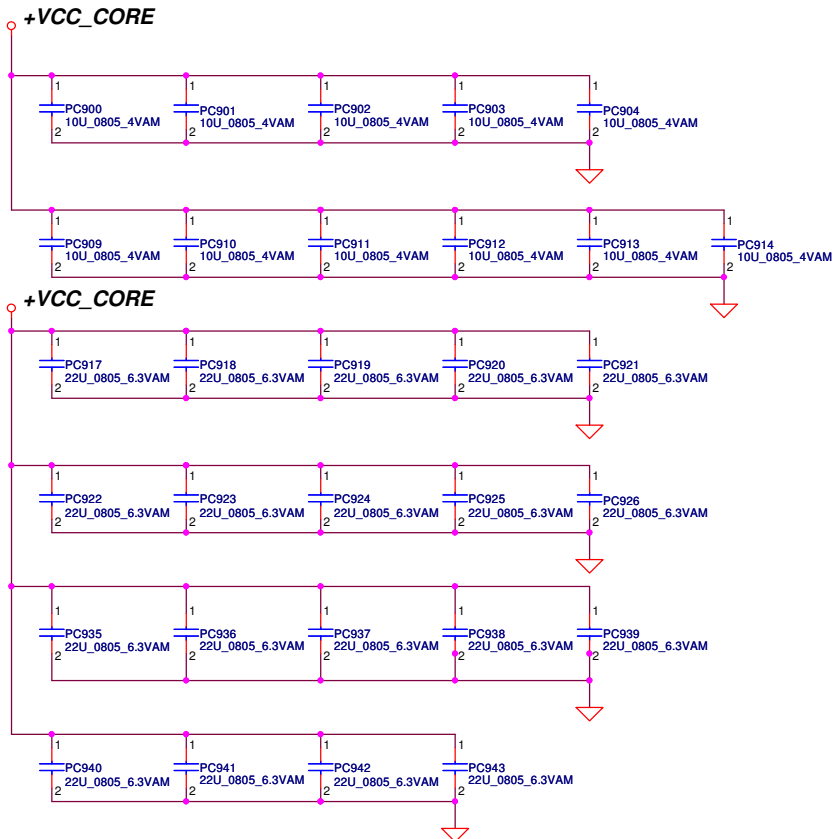 +VCC_CORE
1 1 1 1 1
PC900 PC901 PC902 PC903 PC904
10U_0805_4VAM 10U_0805_4VAM 10U_0805_4VAM 10U_0805_4VAM 10U_0805_4VAM
2 2 2 2 2
1 1 1 1 1 1
PC909 PC910 PC911 PC912 PC913 PC914
10U_0805_4VAM 10U_0805_4VAM 10U_0805_4VAM 10U_0805_4VAM 10U_0805_4VAM 10U_0805_4VAM
2 2 2 2 2 2
+VCC_CORE
1 1 1 1 1
PC917 PC918 PC919 PC920 PC921
22U_0805_6.3VAM 22U_0805_6.3VAM 22U_0805_6.3VAM 22U_0805_6.3VAM 22U_0805_6.3VAM
2 2 2 2 2
1 1 1 1 1
PC922 PC923 PC924 PC925 PC926
22U_0805_6.3VAM 22U_0805_6.3VAM 22U_0805_6.3VAM 22U_0805_6.3VAM 22U_0805_6.3VAM
2 2 2 2 2
1 1 1 1 1
PC935 PC936 PC937 PC938 PC939
22U_0805_6.3VAM 22U_0805_6.3VAM 22U_0805_6.3VAM 22U_0805_6.3VAM 22U_0805_6.3VAM
2 2 2 2 2
1 1 1 1
PC940 PC941 PC942 PC943
22U_0805_6.3VAM 22U_0805_6.3VAM 22U_0805_6.3VAM 22U_0805_6.3VAM
2 2 2 2